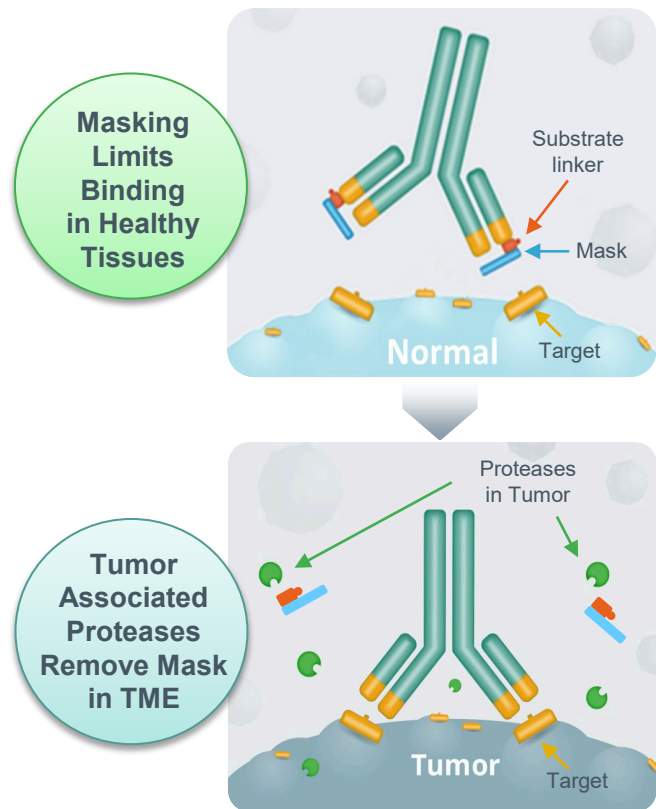 Masking
Limits
Binding
in Healthy
Tissues
Substrate
linker
Mask
Target
Normal
Proteases
in Tumor
Tumor
Associated
Proteases
Remove Mask
in TME
Target
Tumor